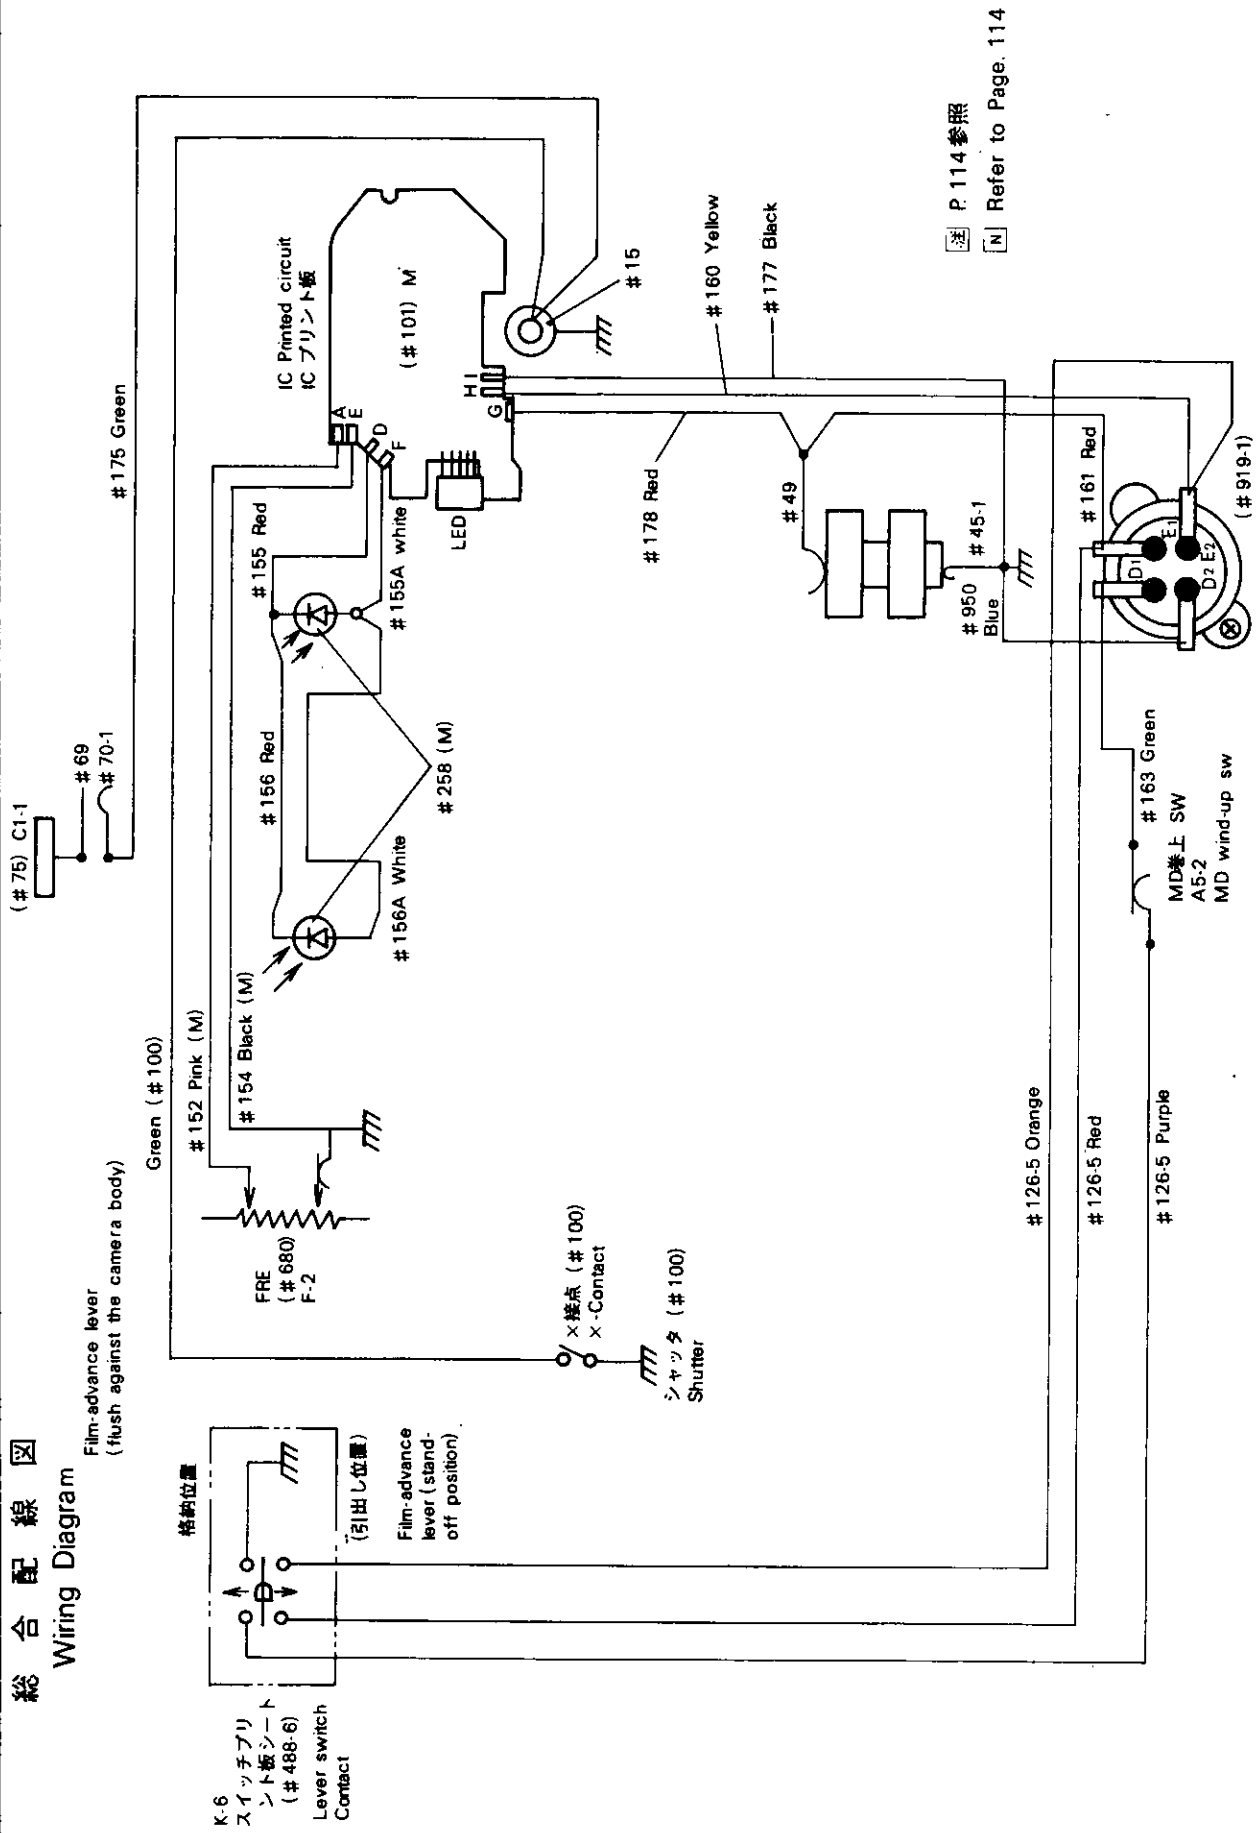 総合配線図
Wiring Diagram
Film-advance lever
(flush against the camera body)
格納位置
K-6
スイッチプリ
ント板シート
(#488-6)
Lever switch
Contact
(引出し位置)
Film-advance
lever (stand-
off position)
(#75) C1-1
#69
#70-1
#175 Green
Green (#100)
#152 Pink (M)
#154 Black (M)
FRE
(#680)
F-2
#156 Red
#155 Red
#156A White
#155A white
#258 (M)
IC Printed circuit
IC プリント板
(#101) M
A
E
D
F
LED
G
H
I
#15
×接点 (#100)
×-Contact
シャッタ (#100)
Shutter
#178 Red
#160 Yellow
#177 Black
#49
#45-1
#950
Blue
#161 Red
D1
E1
D2
E2
(#919-1)
#163 Green
MD巻上 SW
A5-2
MD wind-up sw
#126-5 Orange
#126-5 Red
#126-5 Purple
注 P.114参照
N Refer to Page. 114